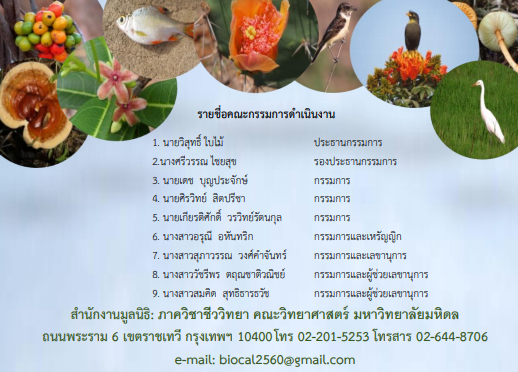 รายชื่อคณะกรรมการดำเนินงาน
1. นายวิสุทธิ์ ใบไม้ ประธานกรรมการ
2.นางศรีวรรณ ไชยสุข รองประธานกรรมการ
3. นายเดช บุญประจักษ์ กรรมการ
4. นายศิรวิทย์ สิตปรีชา กรรมการ
5. นายเกียรติศักดิ์ วรวิทย์รัตนกุล กรรมการ
6. นางสาวอรุณี อหันทริก กรรมการและเหรัญญิก
7. นางสาวสุภาวรรณ วงศ์คำจันทร์ กรรมการและเลขานุการ
8. นางสาววัชรีพร ตฤณชาติวณิชย์ กรรมการและผู้ช่วยเลขานุการ
9. นางสาวสมคิด สุทธิธารธวัช กรรมการและผู้ช่วยเลขานุการ
สำนักงานมูลนิธิ: ภาควิชาชีววิทยา คณะวิทยาศาสตร์ มหาวิทยาลัยมหิดล
ถนนพระราม 6 เขตราชเทวี กรุงเทพฯ 10400 โทร 02-201-5253 โทรสาร 02-644-8706
e-mail: biocal2560@gmail.com